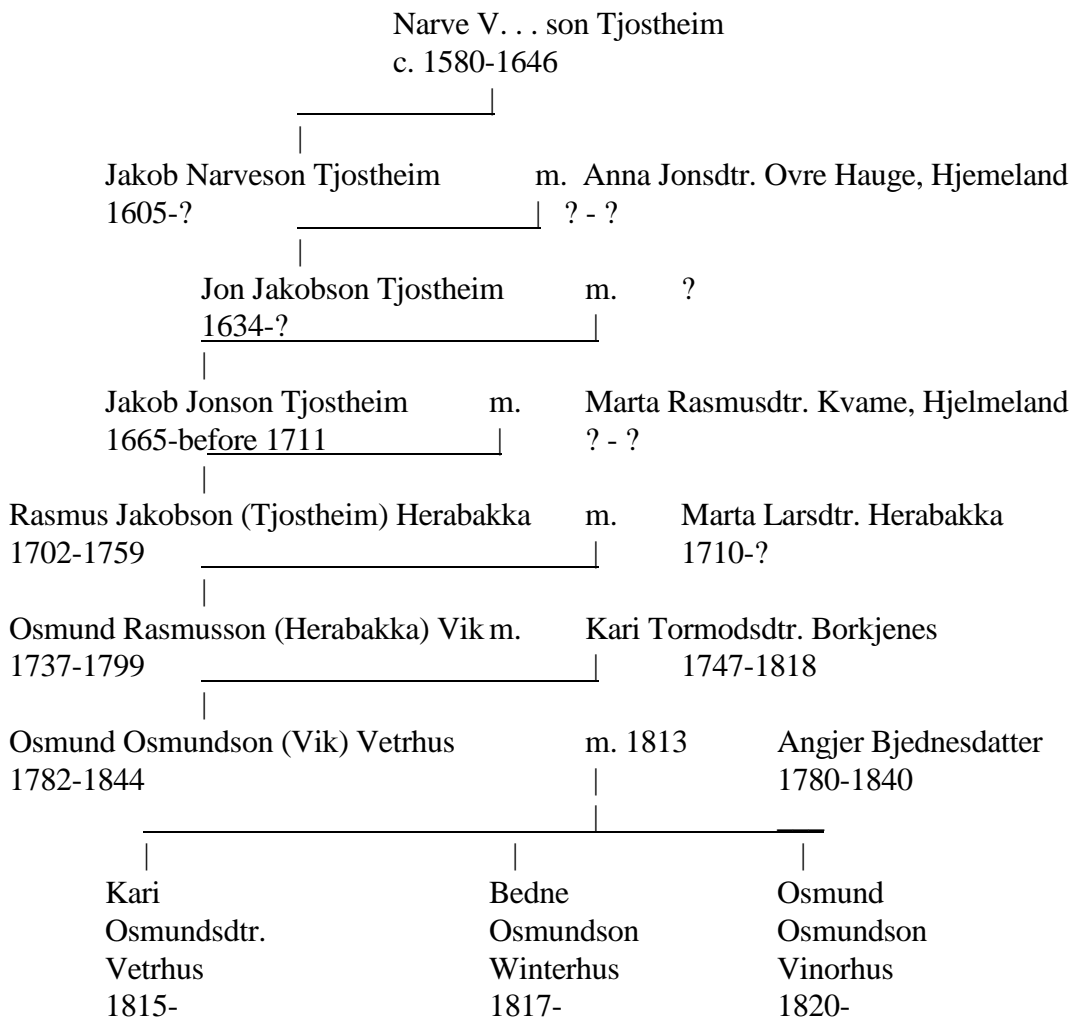 Narve V. . . son Tjostheim
c. 1580-1646
Jakob Narveson Tjostheim m. Anna Jonsdtr. Ovre Hauge, Hjemeland
1605-? ? - ?
Jon Jakobson Tjostheim m. ?
1634-?
Jakob Jonson Tjostheim m. Marta Rasmusdtr. Kvame, Hjelmeland
1665-before 1711 ? - ?
Rasmus Jakobson (Tjostheim) Herabakka m. Marta Larsdtr. Herabakka
1702-1759 1710-?
Osmund Rasmusson (Herabakka) Vik m. Kari Tormodsdtr. Borkjenes
1737-1799 1747-1818
Osmund Osmundson (Vik) Vetrhus m. 1813 Angjer Bjednesdatter
1782-1844 1780-1840
Kari Bedne Osmund
Osmundsdtr. Osmundson Osmundson
Vetrhus Winterhus Vinorhus
1815- 1817- 1820-